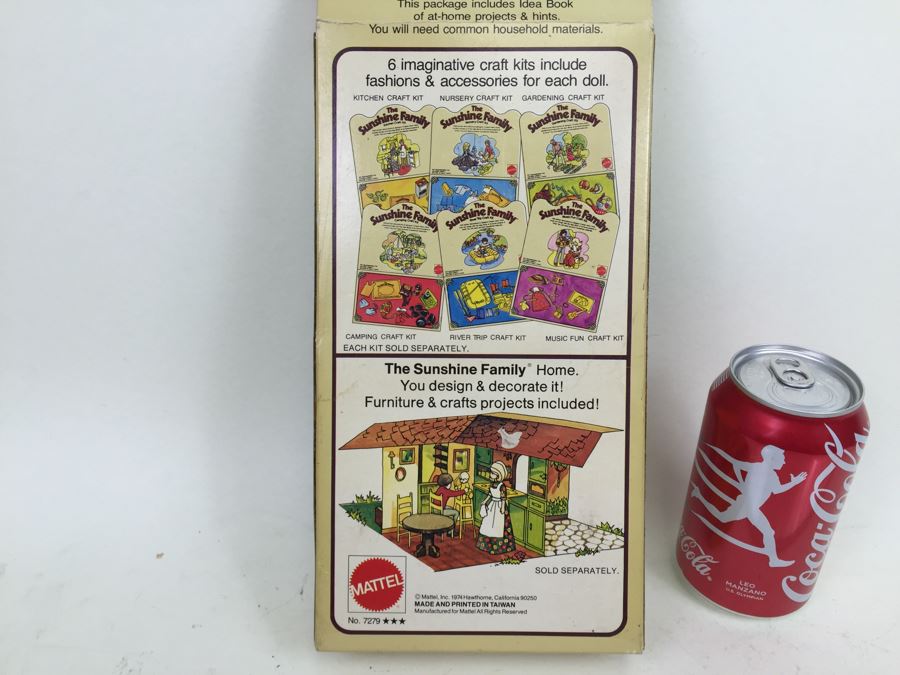 This package includes Idea Book
of at-home projects & hints.
You will need common household materials.
6 imaginative craft kits include
fashions & accessories for each doll.
KITCHEN CRAFT KIT NURSERY CRAFT KIT GARDENING CRAFT KIT
The
Sunshine Family
The
Sunshine Family
The
Sunshine Family
The
Sunshine Family
The
Sunshine Family
The
Sunshine Family
CAMPING CRAFT KIT RIVER TRIP CRAFT KIT MUSIC FUN CRAFT KIT
EACH KIT SOLD SEPARATELY.
The Sunshine Family® Home.
You design & decorate it!
Furniture & crafts projects included!
SOLD SEPARATELY.
MATTEL
© Mattel, Inc. 1974 Hawthorne, California 90250
MADE AND PRINTED IN TAIWAN
Manufactured for Mattel All Rights Reserved
No. 7279 ★★★
Coca-Cola
Coca-Cola
LEO
MANZANO
U.S. OLYMPIAN